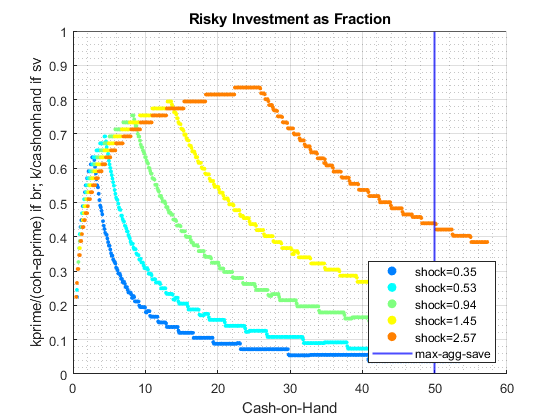 Risky Investment as Fraction
kprime/(coh-aprime) if br; k/cashonhand if sv
1
0.9
0.8
0.7
0.6
0.5
0.4
0.3
0.2
0.1
0
shock=0.35
shock=0.53
shock=0.94
shock=1.45
shock=2.57
max-agg-save
0 10 20 30 40 50 60
Cash-on-Hand